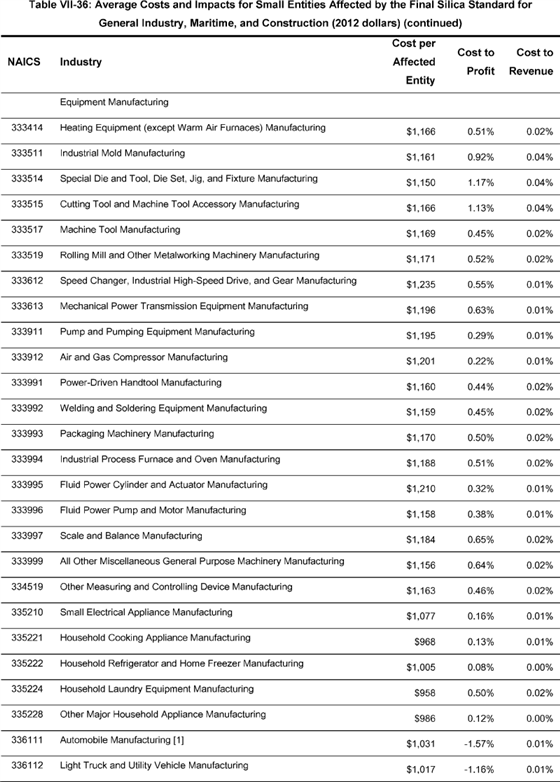 Table VII-36: Average Costs and Impacts for Small Entities Affected by the Final Silica Standard for
General Industry, Maritime, and Construction (2012 dollars) (continued)
NAICS Industry Cost per Affected Entity Cost to Profit Cost to Revenue
Equipment Manufacturing
333414 Heating Equipment (except Warm Air Furnaces) Manufacturing $1,166 0.51% 0.02%
333511 Industrial Mold Manufacturing $1,161 0.92% 0.04%
333514 Special Die and Tool, Die Set, Jig, and Fixture Manufacturing $1,150 1.17% 0.04%
333515 Cutting Tool and Machine Tool Accessory Manufacturing $1,166 1.13% 0.04%
333517 Machine Tool Manufacturing $1,169 0.45% 0.02%
333519 Rolling Mill and Other Metalworking Machinery Manufacturing $1,171 0.52% 0.02%
333612 Speed Changer, Industrial High-Speed Drive, and Gear Manufacturing $1,235 0.55% 0.01%
333613 Mechanical Power Transmission Equipment Manufacturing $1,196 0.63% 0.01%
333911 Pump and Pumping Equipment Manufacturing $1,195 0.29% 0.01%
333912 Air and Gas Compressor Manufacturing $1,201 0.22% 0.01%
333991 Power-Driven Handtool Manufacturing $1,160 0.44% 0.02%
333992 Welding and Soldering Equipment Manufacturing $1,159 0.45% 0.02%
333993 Packaging Machinery Manufacturing $1,170 0.50% 0.02%
333994 Industrial Process Furnace and Oven Manufacturing $1,188 0.51% 0.02%
333995 Fluid Power Cylinder and Actuator Manufacturing $1,210 0.32% 0.01%
333996 Fluid Power Pump and Motor Manufacturing $1,158 0.38% 0.01%
333997 Scale and Balance Manufacturing $1,184 0.65% 0.02%
333999 All Other Miscellaneous General Purpose Machinery Manufacturing $1,156 0.64% 0.02%
334519 Other Measuring and Controlling Device Manufacturing $1,163 0.46% 0.02%
335210 Small Electrical Appliance Manufacturing $1,077 0.16% 0.01%
335221 Household Cooking Appliance Manufacturing $968 0.13% 0.01%
335222 Household Refrigerator and Home Freezer Manufacturing $1,005 0.08% 0.00%
335224 Household Laundry Equipment Manufacturing $958 0.50% 0.02%
335228 Other Major Household Appliance Manufacturing $986 0.12% 0.00%
336111 Automobile Manufacturing [1] $1,031 -1.57% 0.01%
336112 Light Truck and Utility Vehicle Manufacturing $1,017 -1.16% 0.01%